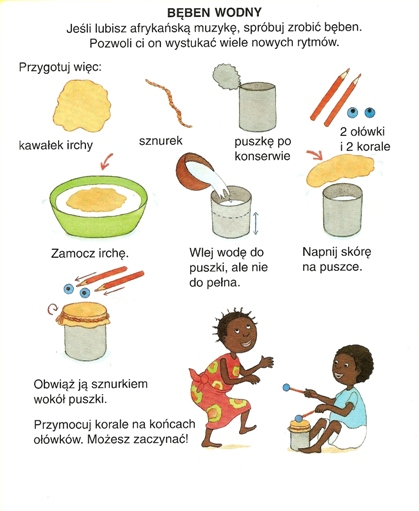 BĘBEN WODNY
Jeśli lubisz afrykańską muzykę, spróbuj zrobić bęben.
Pozwoli ci on wystukać wiele nowych rytmów.
Przygotuj więc:
kawałek irchy
sznurek
puszkę po
konserwie
2 ołówki
i 2 korale
Zamocz irchę.
Wlej wodę do
puszki, ale nie
do pełna.
Napnij skórę
na puszce.
Obwiąż ją sznurkiem
wokół puszki.
Przymocuj korale na końcach
ołówków. Możesz zaczynać!